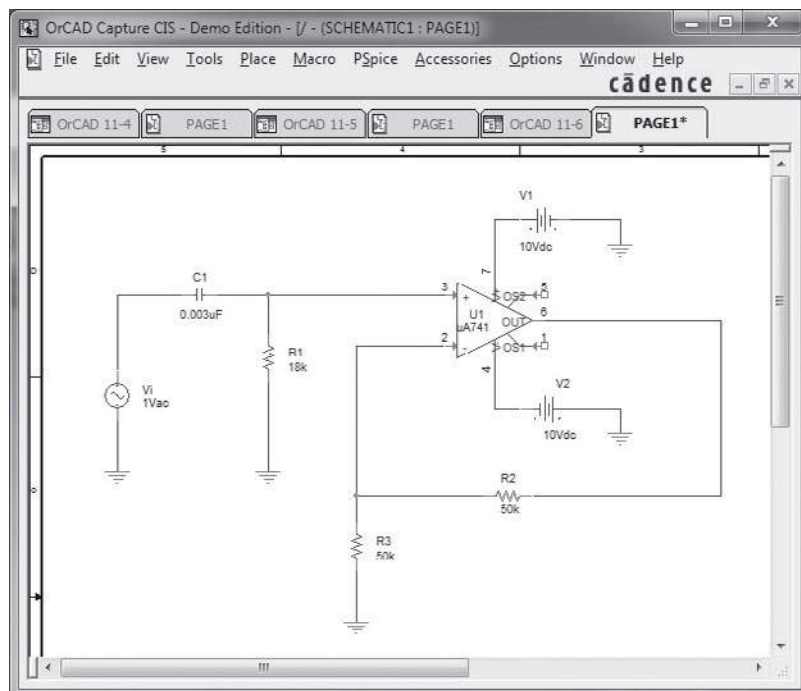 OrCAD Capture CIS - Demo Edition - [/ - (SCHEMATIC1 : PAGE1)]
File Edit View Tools Place Macro PSpice Accessories Options Window Help
cādence
OrCAD 11-4 PAGE1 OrCAD 11-5 PAGE1 OrCAD 11-6 PAGE1*
5 4 3
V1
10Vdc
7
C1
0.003uF
3
+
OS2
5
U1
uA741
OUT
6
2
-
OS1
1
R1
18k
4
Vi
1Vac
V2
10Vdc
R2
50k
R3
50k